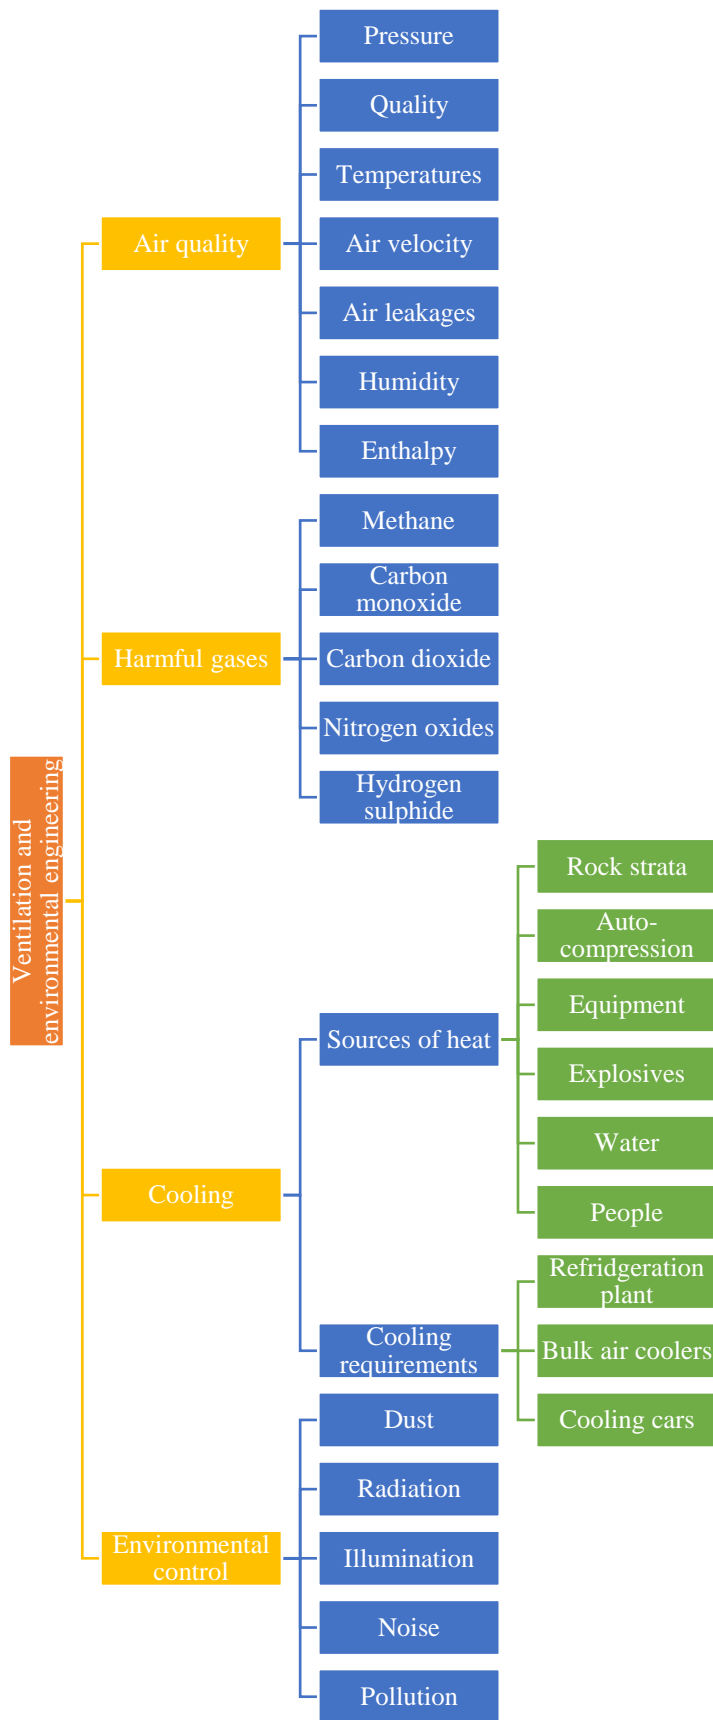 Ventilation and
environmental engineering
Air quality
Pressure
Quality
Temperatures
Air velocity
Air leakages
Humidity
Enthalpy
Harmful gases
Methane
Carbon
monoxide
Carbon dioxide
Nitrogen oxides
Hydrogen
sulphide
Cooling
Sources of heat
Rock strata
Auto-
compression
Equipment
Explosives
Water
People
Cooling
requirements
Refridgeration
plant
Bulk air coolers
Cooling cars
Environmental
control
Dust
Radiation
Illumination
Noise
Pollution